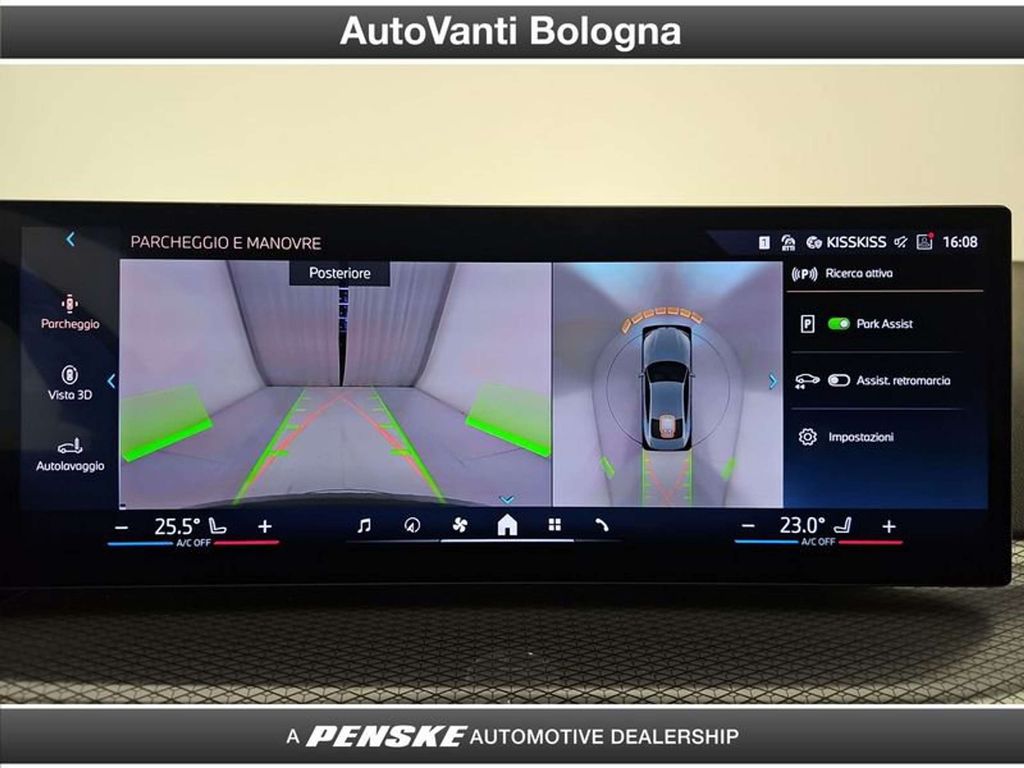 AutoVanti Bologna
PARCHEGGIO E MANOVRE
1 RTTI KISSKISS 16:08
Posteriore
Parcheggio
Vista 3D
Autolavaggio
((P)) Ricerca attiva
P Park Assist
Assist. retromarcia
Impostazioni
− 25.5° +
A/C OFF
− 23.0° +
A/C OFF
A PENSKE AUTOMOTIVE DEALERSHIP